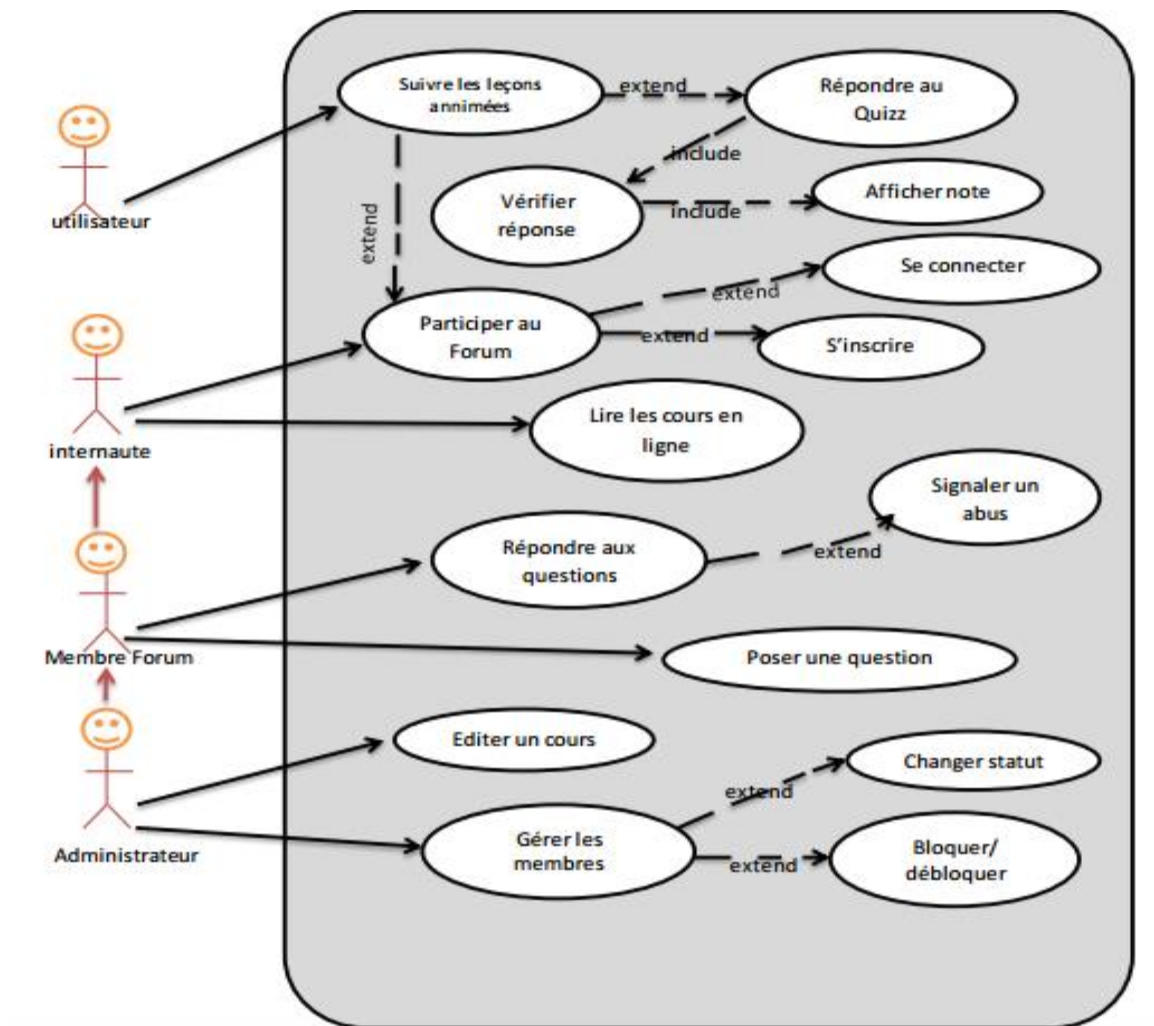 Suivre les leçons
annimées
extend
Répondre au
Quizz
utilisateur
include
Vérifier
réponse
include
Afficher note
extend
Se connecter
extend
Participer au
Forum
extend
S'inscrire
internaute
Lire les cours en
ligne
Signaler un
abus
Répondre aux
questions
extend
Membre Forum
Poser une question
Editer un cours
Changer statut
extend
Administrateur
Gérer les
membres
extend
Bloquer/
débloquer